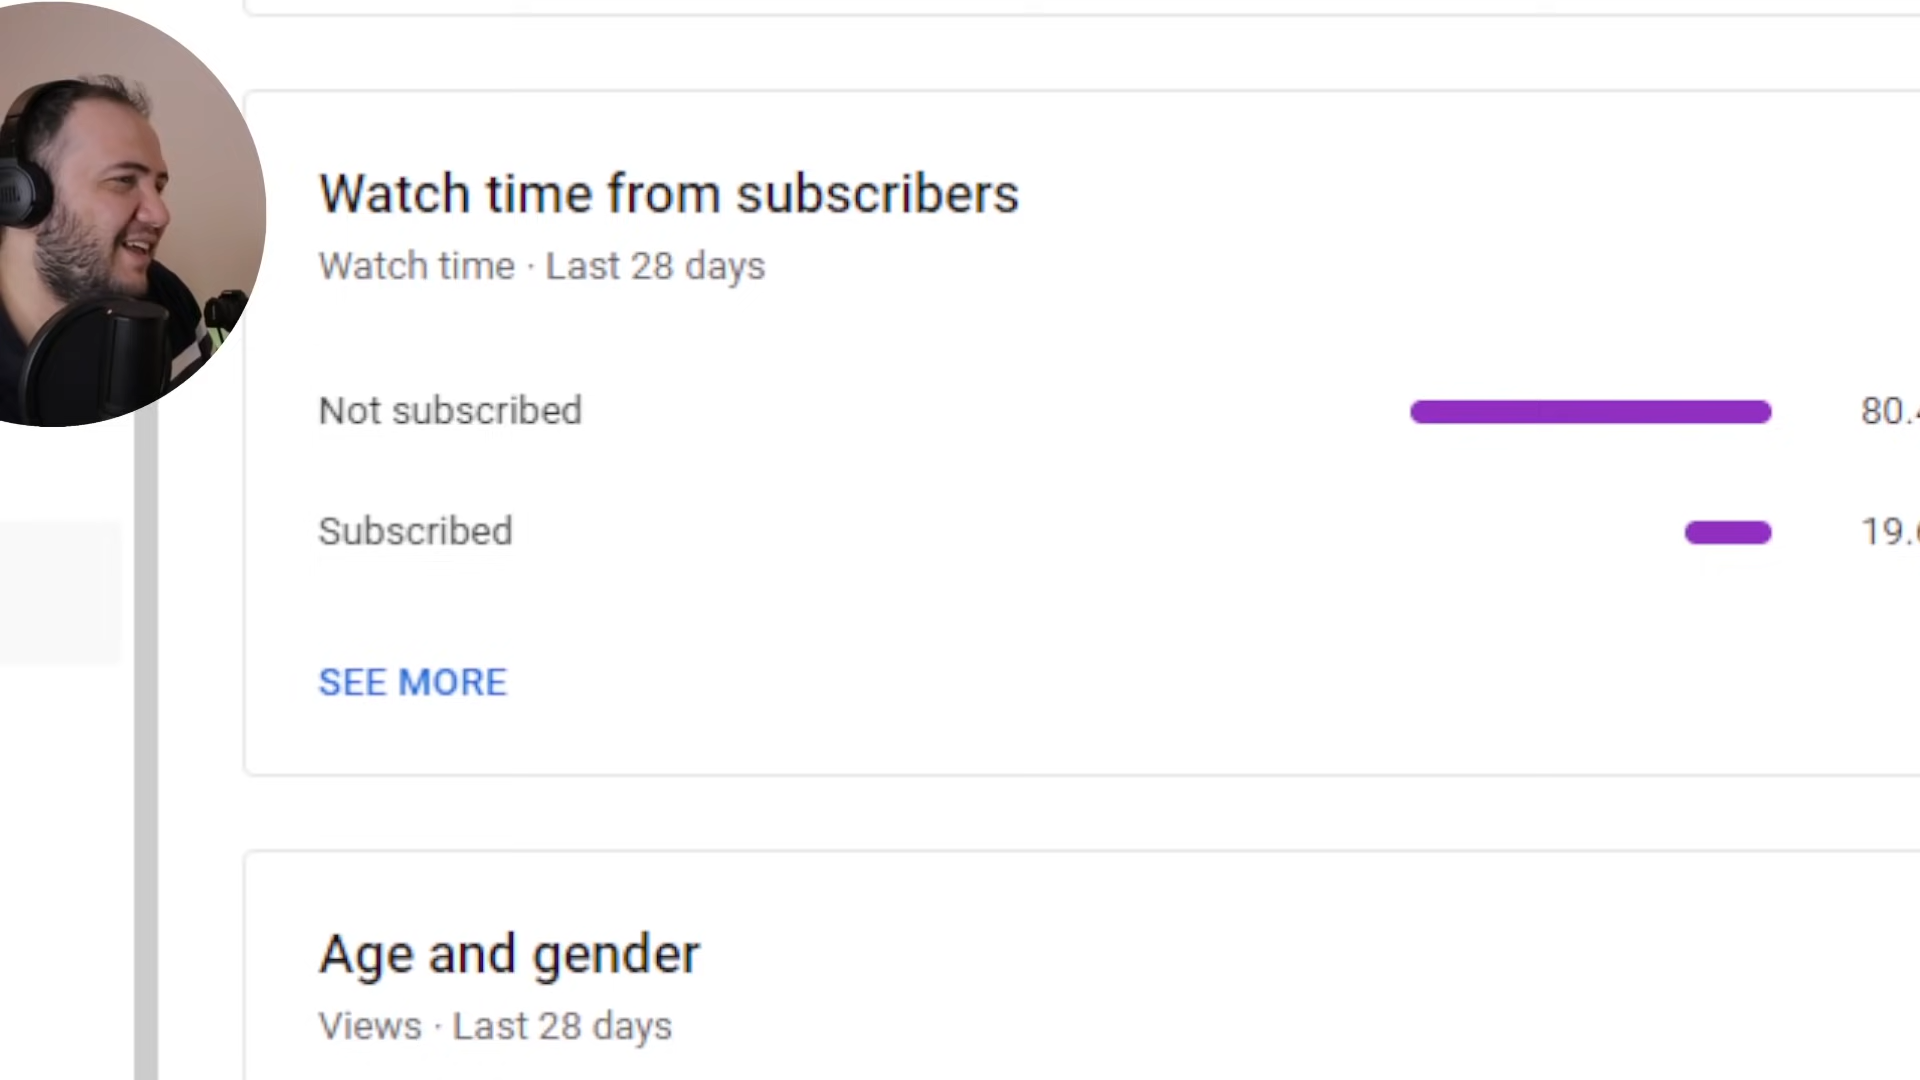 Watch time from subscribers
Watch time · Last 28 days
Not subscribed
80.
Subscribed
19.
SEE MORE
Age and gender
Views · Last 28 days